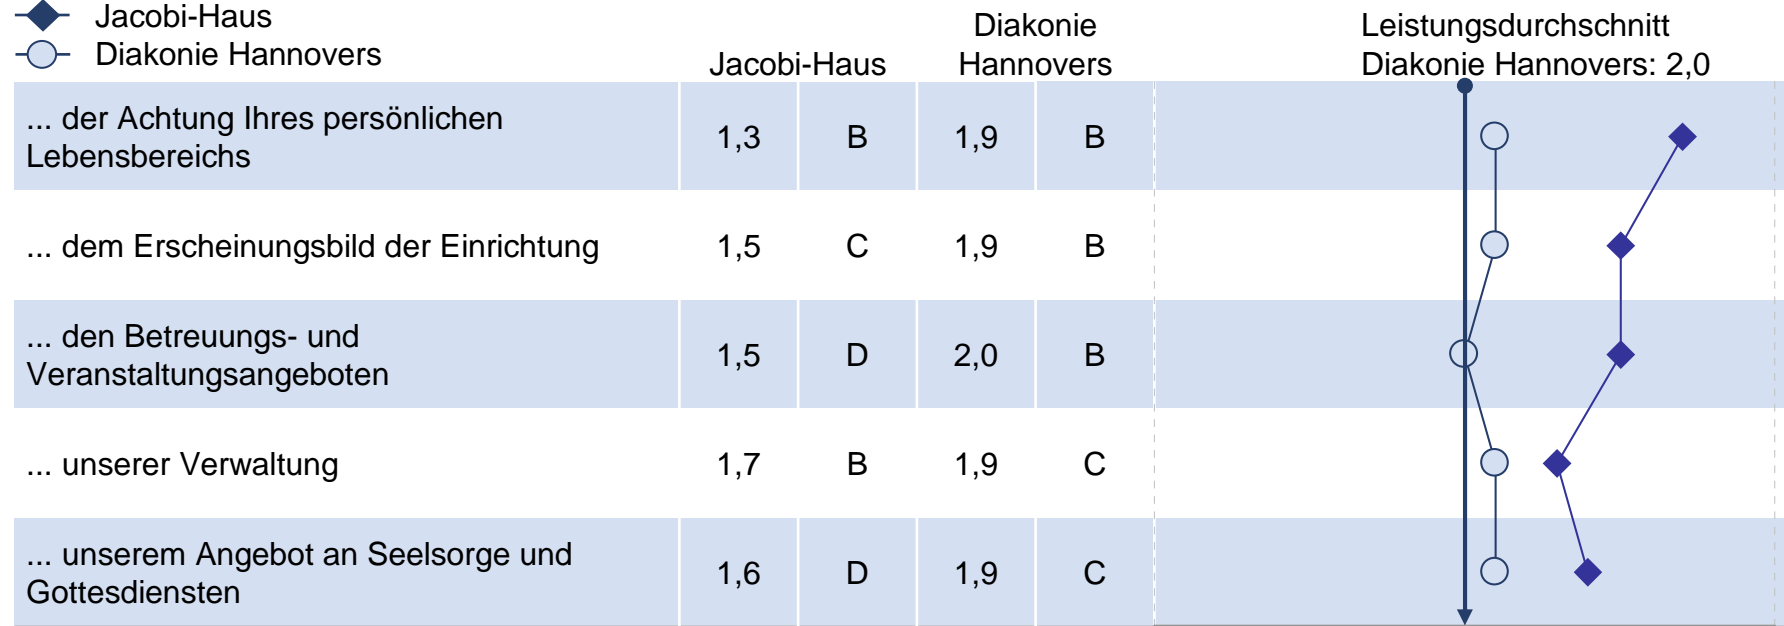 Jacobi-Haus
Diakonie Hannovers
Jacobi-Haus
Diakonie
Hannovers
Leistungsdurchschnitt
Diakonie Hannovers: 2,0
... der Achtung Ihres persönlichen
Lebensbereichs
1,3 B 1,9 B
... dem Erscheinungsbild der Einrichtung 1,5 C 1,9 B
... den Betreuungs- und
Veranstaltungsangeboten
1,5 D 2,0 B
... unserer Verwaltung 1,7 B 1,9 C
... unserem Angebot an Seelsorge und
Gottesdiensten
1,6 D 1,9 C